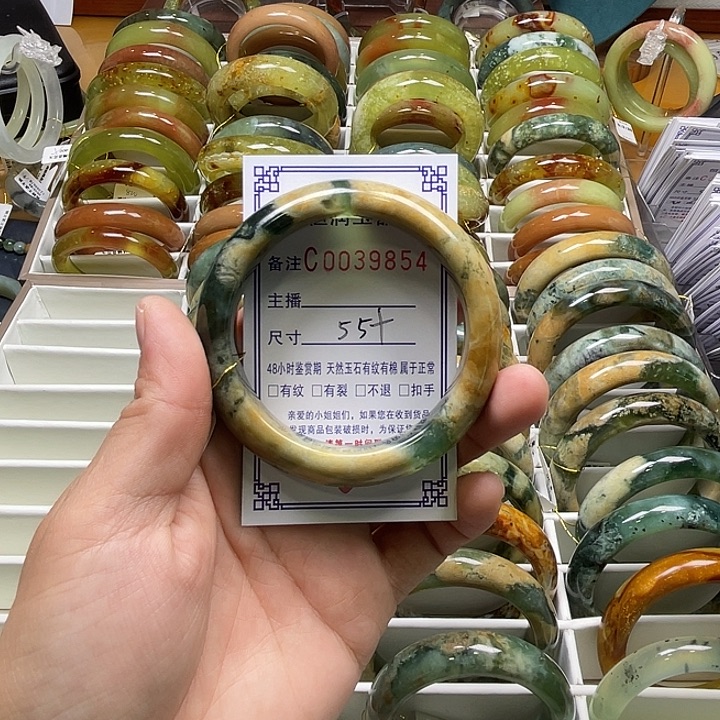 备注C0039854
主播
尺寸 55+
48小时鉴赏期 天然玉石有纹有棉 属于正常
□有纹 □有裂 □不退 □扣手
亲爱的小姐姐们，如果您在收到货品
发现商品包装破损时，为保证